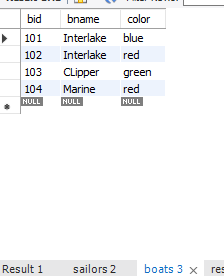 bid bname color
101 Interlake blue
102 Interlake red
103 CLipper green
104 Marine red
NULL NULL NULL
Result 1 sailors 2 boats 3 res